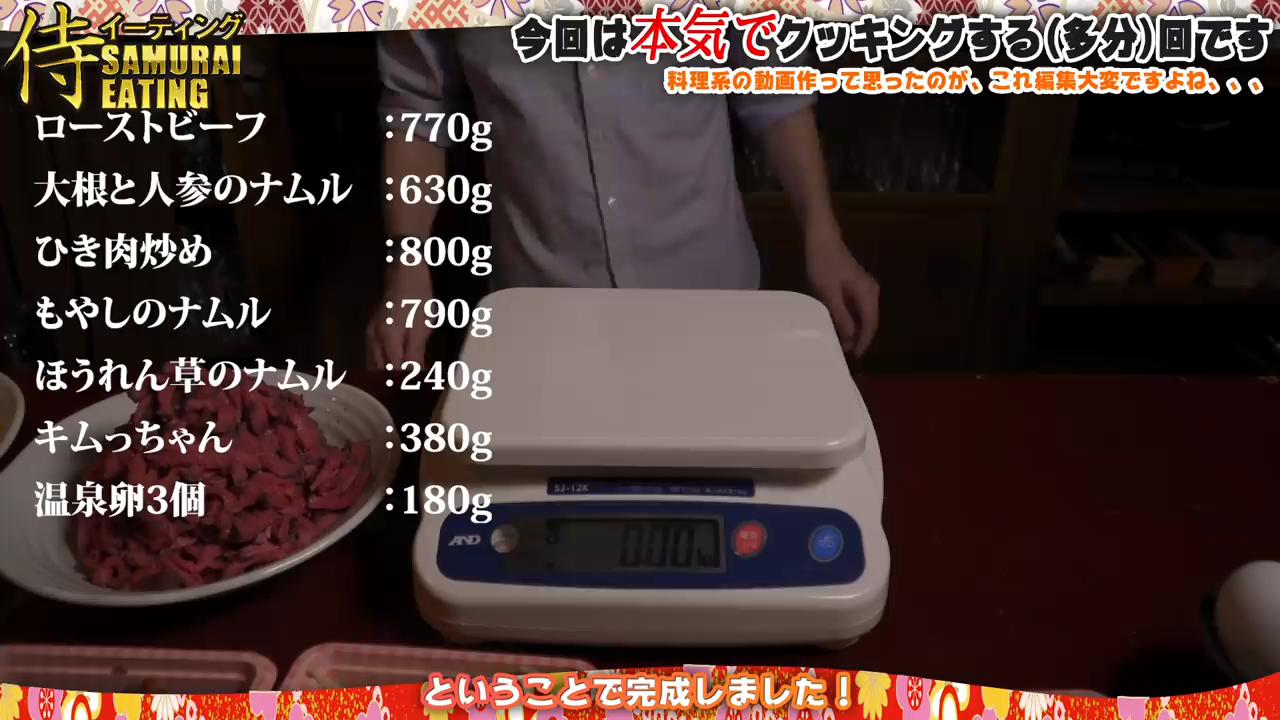 侍イーティング
SAMURAI
EATING
今回は本気でクッキングする(多分)回です
料理系の動画作って思ったのが、これ編集大変ですよね、、、
ローストビーフ :770g
大根と人参のナムル :630g
ひき肉炒め :800g
もやしのナムル :790g
ほうれん草のナムル :240g
キムっちゃん :380g
温泉卵3個 :180g
SJ-12K
AND
0.00 kg
ということで完成しました!